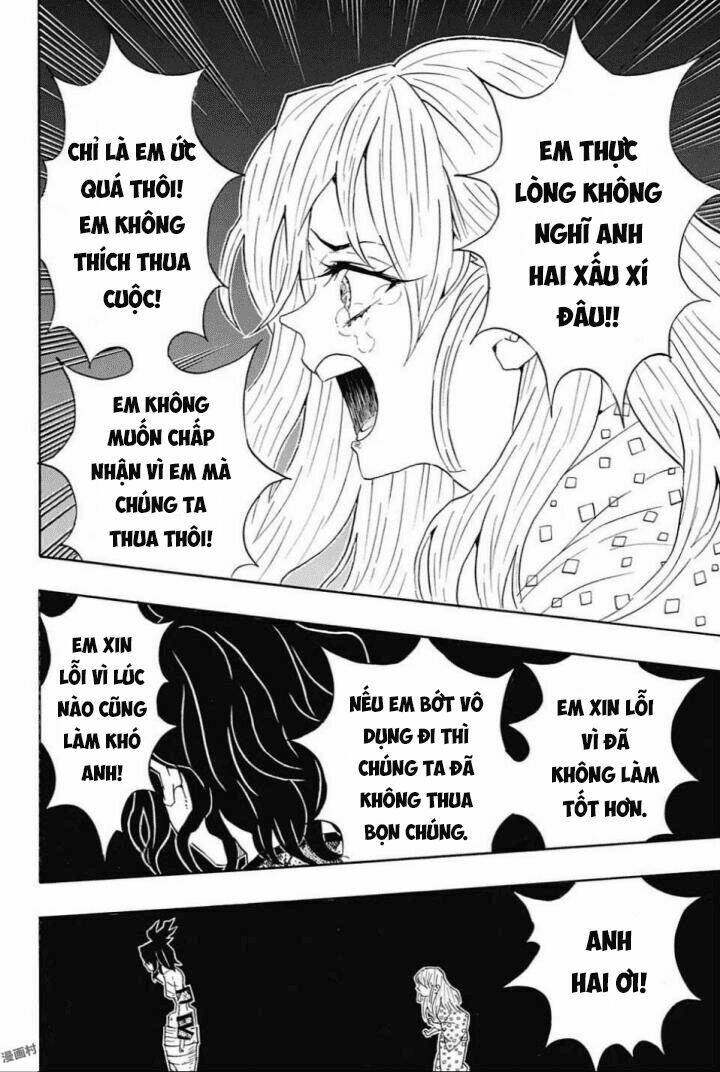 EM THỰC
LÒNG KHÔNG
NGHĨ ANH
HAI XẤU XÍ
ĐÂU!!
CHỈ LÀ EM ỨC
QUÁ THÔI!
EM KHÔNG
THÍCH THUA
CUỘC!
EM KHÔNG
MUỐN CHẤP
NHẬN VÌ EM MÀ
CHÚNG TA
THUA THÔI!
EM XIN LỖI
VÌ ĐÃ
KHÔNG LÀM
TỐT HƠN.
NẾU EM BỚT VÔ
DỤNG ĐI THÌ
CHÚNG TA ĐÃ
KHÔNG THUA
BỌN CHÚNG.
EM XIN
LỖI VÌ LÚC
NÀO CŨNG
LÀM KHÓ
ANH!
ANH
HAI ƠI!
漫画村